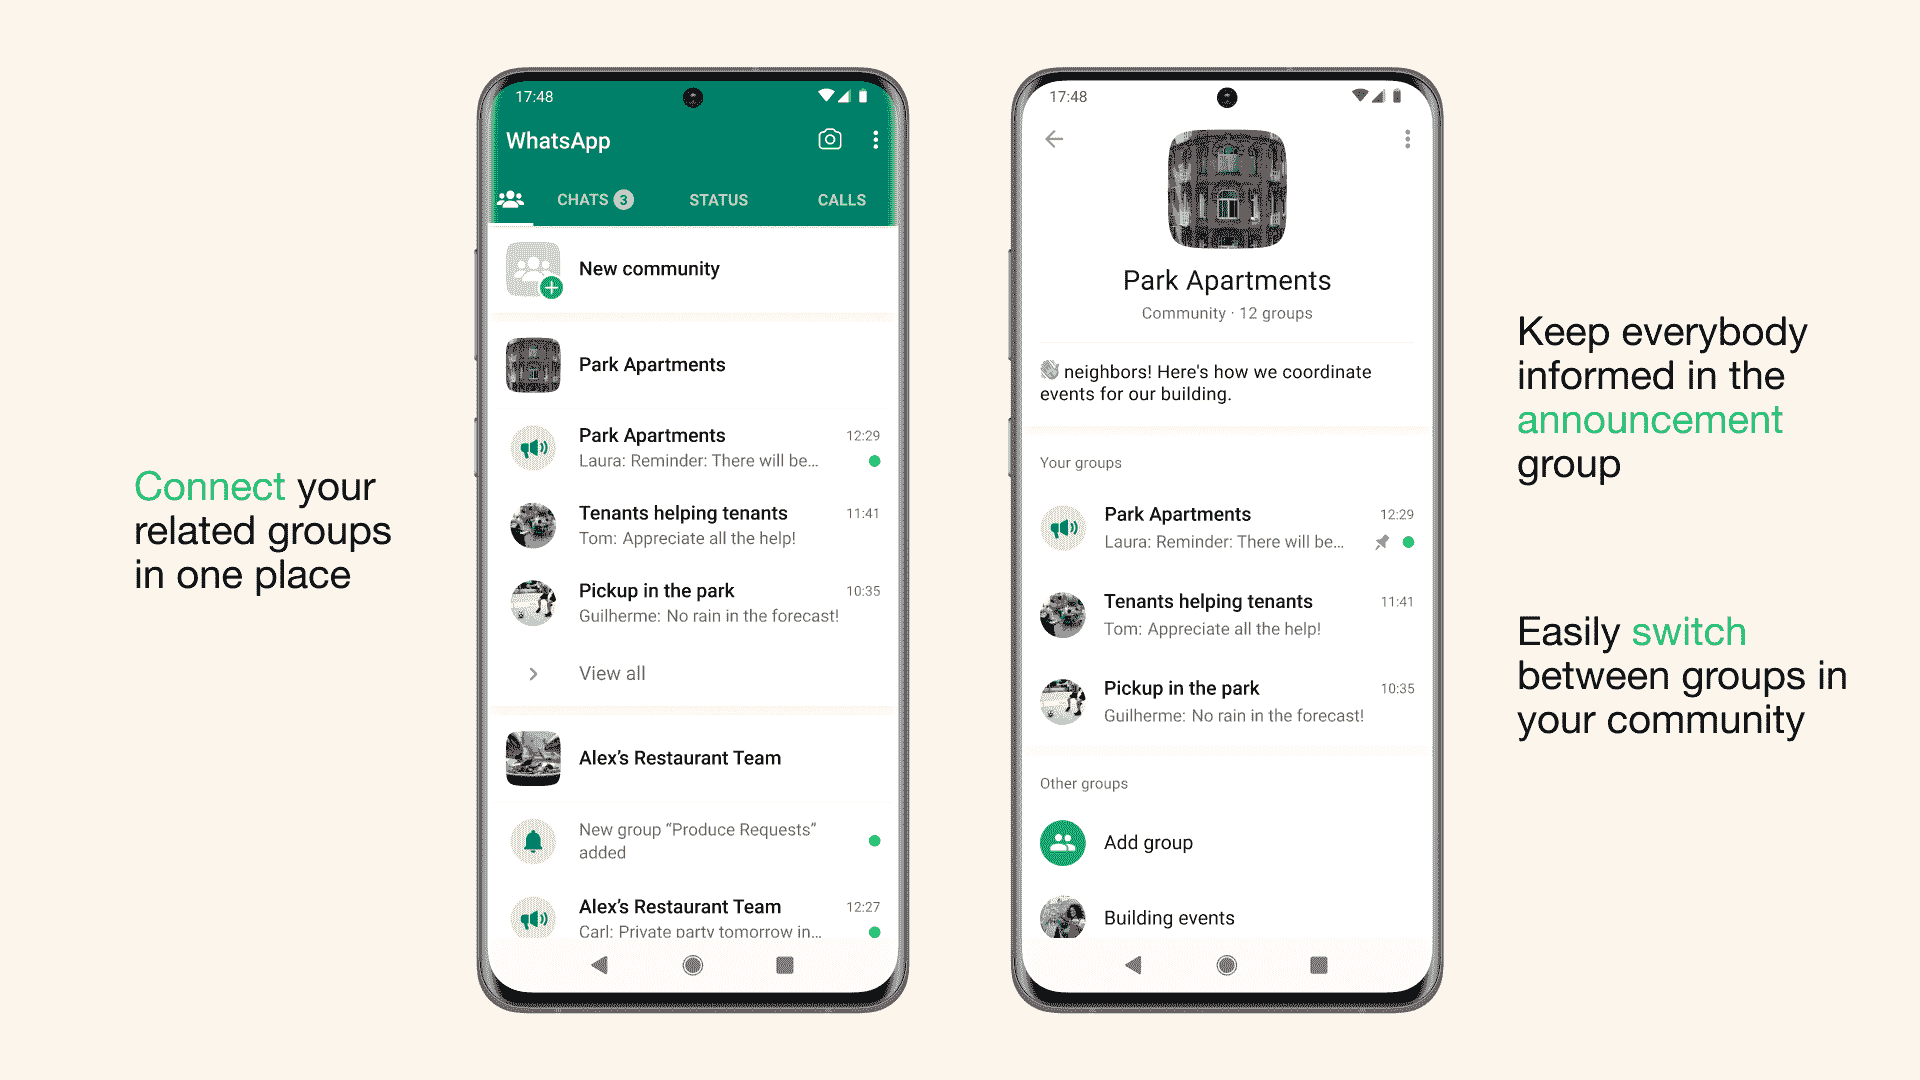 Connect your
related groups
in one place
17:48
WhatsApp
CHATS 3 STATUS CALLS
New community
Park Apartments
Park Apartments 12:29
Laura: Reminder: There will be...
Tenants helping tenants 11:41
Tom: Appreciate all the help!
Pickup in the park 10:35
Guilherme: No rain in the forecast!
View all
Alex’s Restaurant Team
New group “Produce Requests”
added
Alex’s Restaurant Team 12:27
Carl: Private party tomorrow in...
17:48
Park Apartments
Community · 12 groups
neighbors! Here's how we coordinate
events for our building.
Your groups
Park Apartments 12:29
Laura: Reminder: There will be...
Tenants helping tenants 11:41
Tom: Appreciate all the help!
Pickup in the park 10:35
Guilherme: No rain in the forecast!
Other groups
Add group
Building events
Keep everybody
informed in the
announcement
group
Easily switch
between groups in
your community